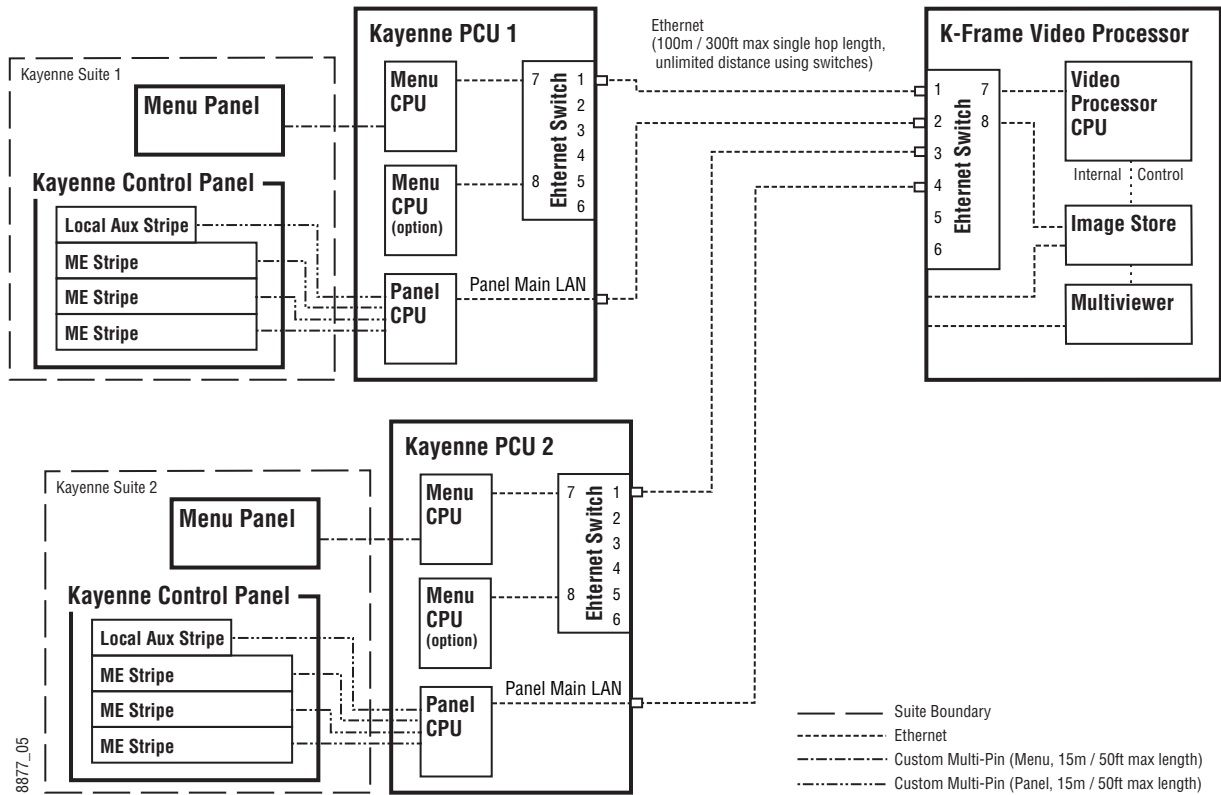 Kayenne Suite 1
Menu Panel
Kayenne Control Panel
Local Aux Stripe
ME Stripe
ME Stripe
ME Stripe
Kayenne PCU 1
Menu
CPU
Menu
CPU
(option)
Panel
CPU
7
8
Ehternet Switch
1
2
3
4
5
6
Panel Main LAN
Ethernet
(100m / 300ft max single hop length,
unlimited distance using switches)
K-Frame Video Processor
1
2
3
4
5
6
Ehternet Switch
7
8
Video
Processor
CPU
Internal Control
Image Store
Multiviewer
Kayenne Suite 2
Menu Panel
Kayenne Control Panel
Local Aux Stripe
ME Stripe
ME Stripe
ME Stripe
Kayenne PCU 2
Menu
CPU
Menu
CPU
(option)
Panel
CPU
7
8
Ehternet Switch
1
2
3
4
5
6
Panel Main LAN
Suite Boundary
Ethernet
Custom Multi-Pin (Menu, 15m / 50ft max length)
Custom Multi-Pin (Panel, 15m / 50ft max length)
8877_05